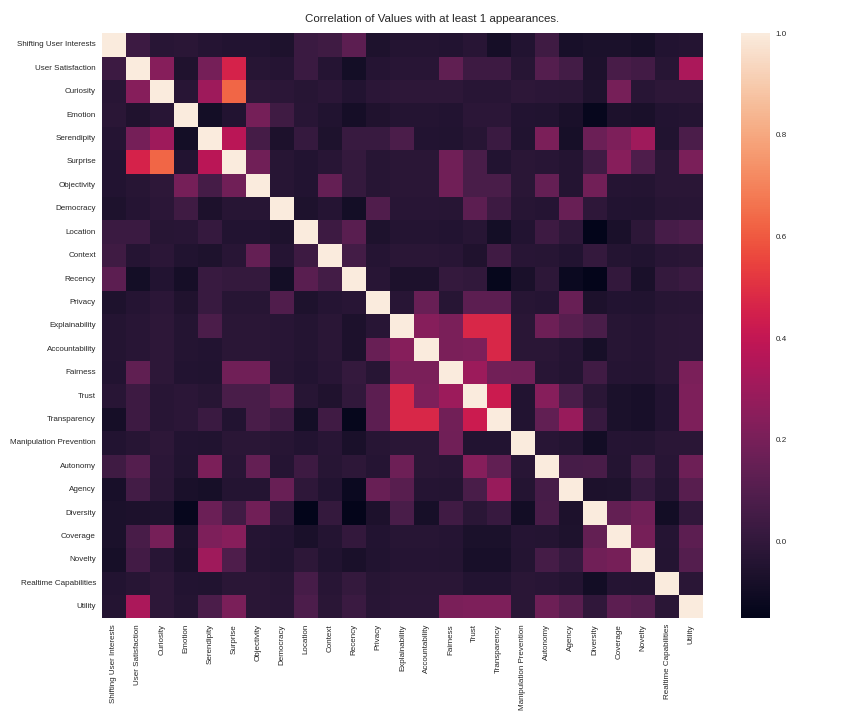 Correlation of Values with at least 1 appearances.
Shifting User Interests
User Satisfaction
Curiosity
Emotion
Serendipity
Surprise
Objectivity
Democracy
Location
Context
Recency
Privacy
Explainability
Accountability
Fairness
Trust
Transparency
Manipulation Prevention
Autonomy
Agency
Diversity
Coverage
Novelty
Realtime Capabilities
Utility
Shifting User Interests
User Satisfaction
Curiosity
Emotion
Serendipity
Surprise
Objectivity
Democracy
Location
Context
Recency
Privacy
Explainability
Accountability
Fairness
Trust
Transparency
Manipulation Prevention
Autonomy
Agency
Diversity
Coverage
Novelty
Realtime Capabilities
Utility
1.0
0.8
0.6
0.4
0.2
0.0